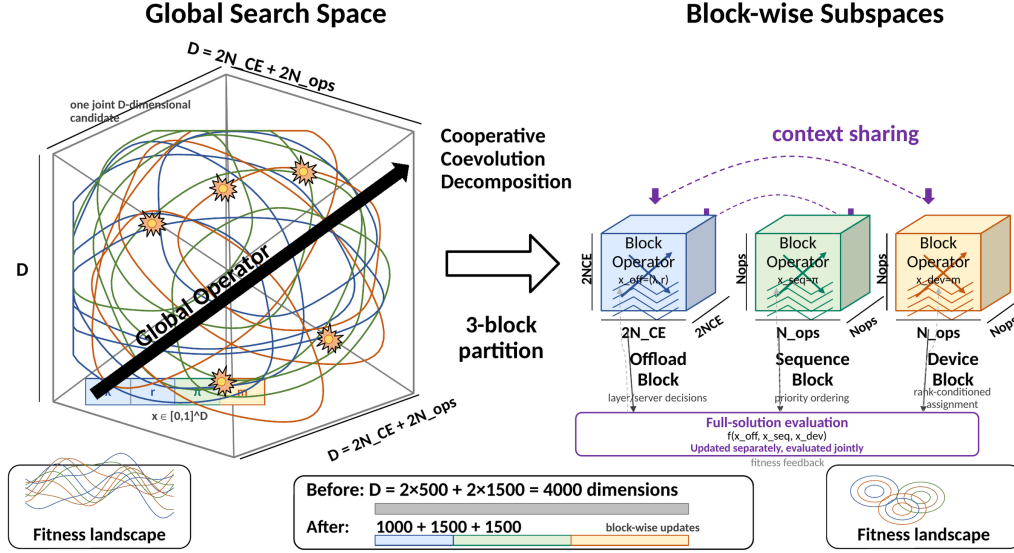 Global Search Space
Block-wise Subspaces
D = 2N_CE + 2N_ops
one joint D-dimensional
candidate
D
Global Operator
r
π
m
x ∈ [0,1]^D
D = 2N_CE + 2N_ops
Fitness landscape
Cooperative
Coevolution
Decomposition
3-block
partition
context sharing
2NCE
Block
Operator
x_off=(λ,r)
2N_CE
2NCE
Offload
Block
layer/server decisions
Nops
Block
Operator
x_seq=π
N_ops
Nops
Sequence
Block
priority ordering
Nops
Block
Operator
x_dev=m
N_ops
Nops
Device
Block
rank-conditioned
assignment
Full-solution evaluation
f(x_off, x_seq, x_dev)
Updated separately, evaluated jointly
fitness feedback
Before: D = 2×500 + 2×1500 = 4000 dimensions
After: 1000 + 1500 + 1500
block-wise updates
Fitness landscape